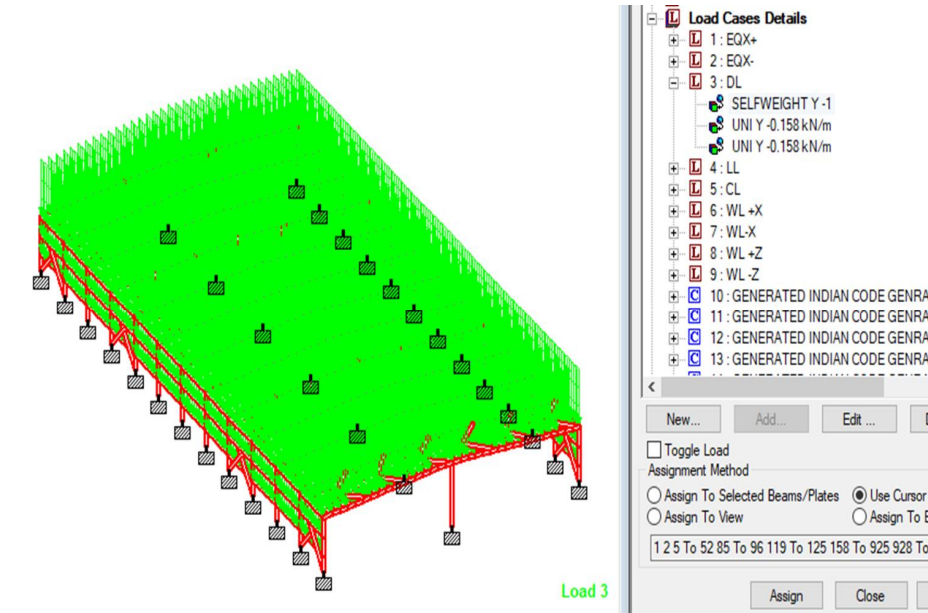 Load Cases Details
L 1 : EQX+
L 2 : EQX-
L 3 : DL
SELFWEIGHT Y -1
UNI Y -0.158 kN/m
UNI Y -0.158 kN/m
L 4 : LL
L 5 : CL
L 6 : WL +X
L 7 : WL-X
L 8 : WL +Z
L 9 : WL -Z
C 10 : GENERATED INDIAN CODE GENRA
C 11 : GENERATED INDIAN CODE GENRA
C 12 : GENERATED INDIAN CODE GENRA
C 13 : GENERATED INDIAN CODE GENRA
New... Add... Edit ...
Toggle Load
Assignment Method
Assign To Selected Beams/Plates Use Cursor
Assign To View Assign To E
1 2 5 To 52 85 To 96 119 To 125 158 To 925 928 To
Assign Close
Load 3